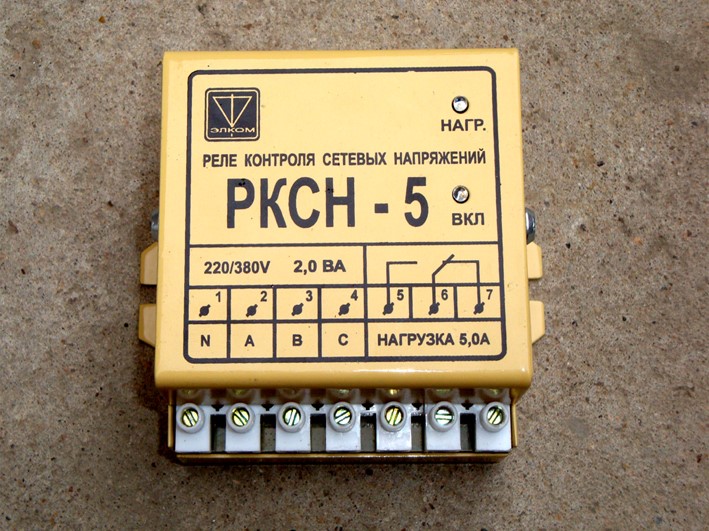 ЭЛКОМ
НАГР.
РЕЛЕ КОНТРОЛЯ СЕТЕВЫХ НАПРЯЖЕНИЙ
РКСН - 5
ВКЛ
220/380V 2,0 ВА
1 2 3 4 5 6 7
N A B C НАГРУЗКА 5,0А